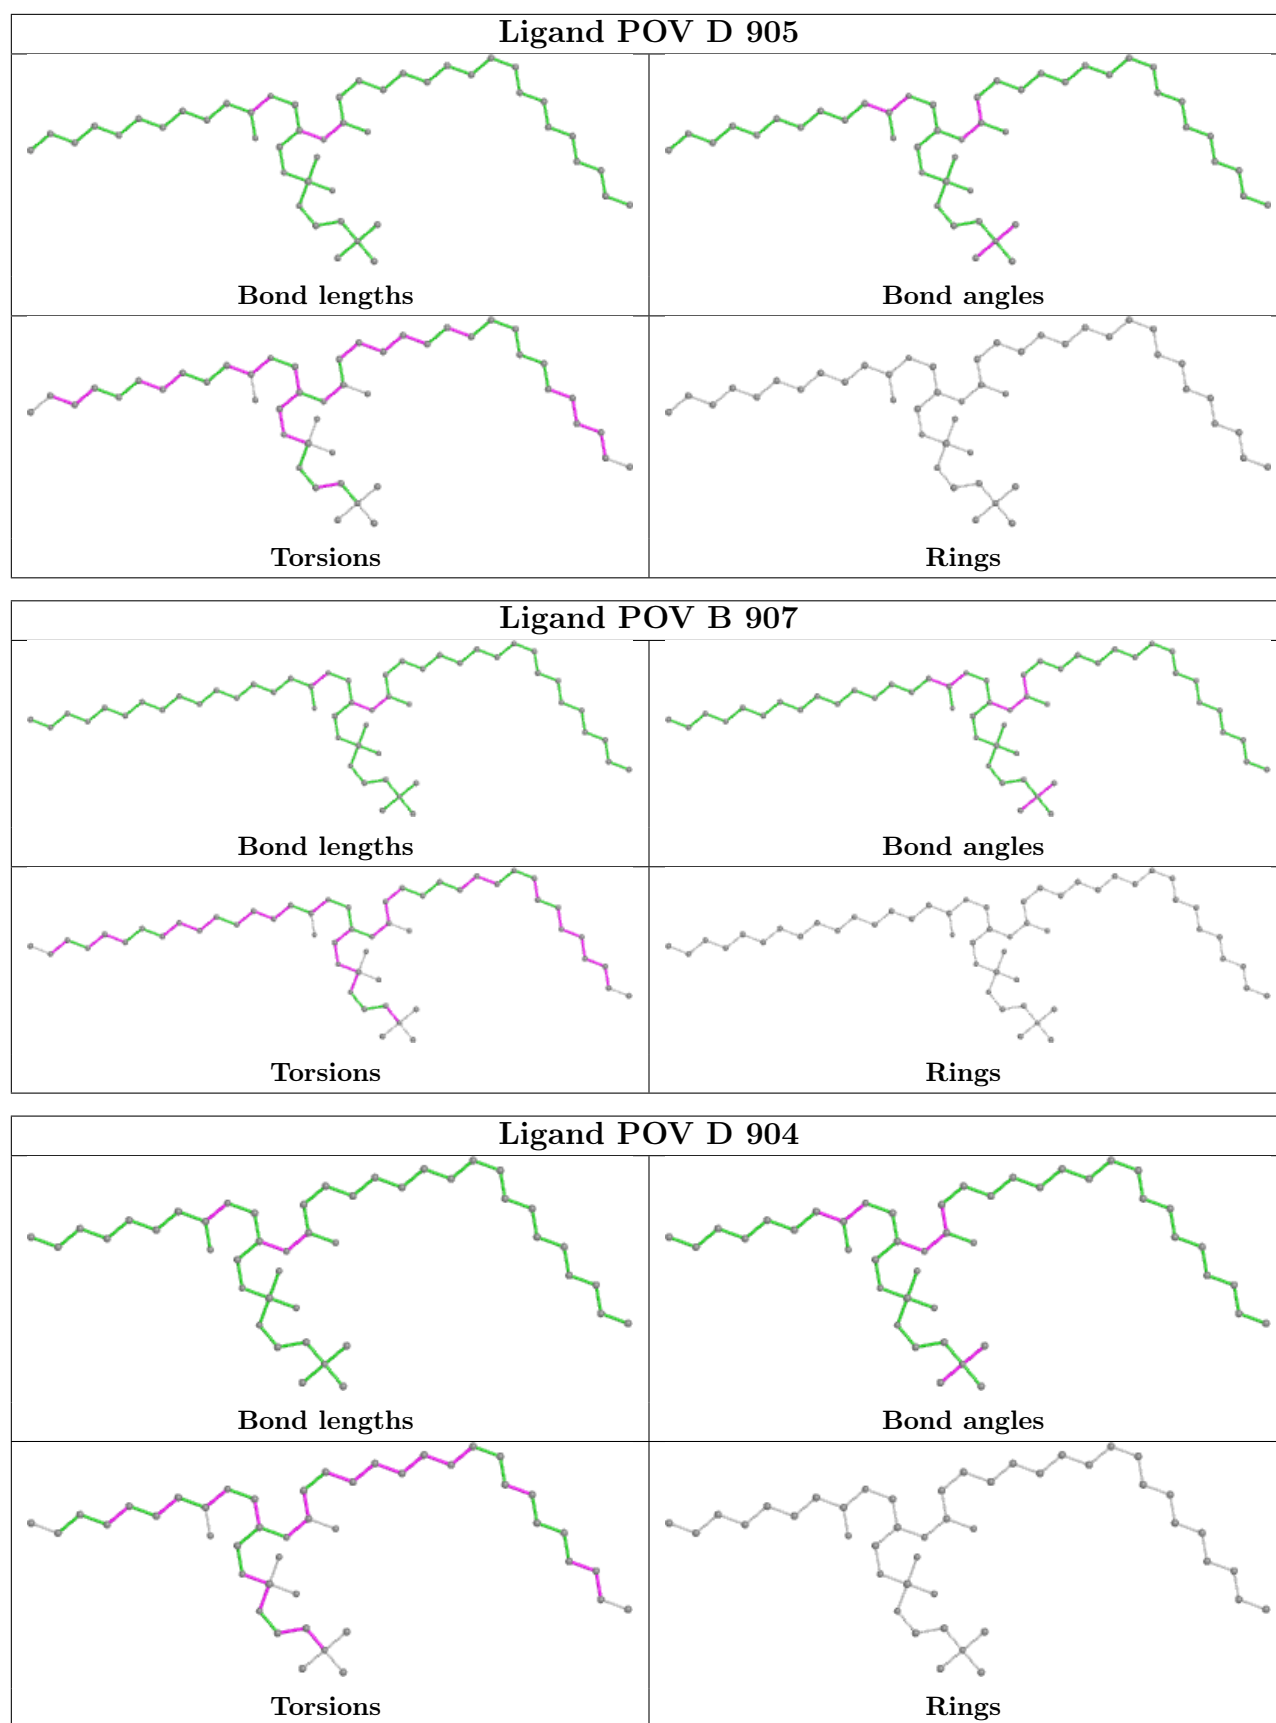 Ligand POV D 905
Bond lengths
Bond angles
Torsions
Rings
Ligand POV B 907
Bond lengths
Bond angles
Torsions
Rings
Ligand POV D 904
Bond lengths
Bond angles
Torsions
Rings